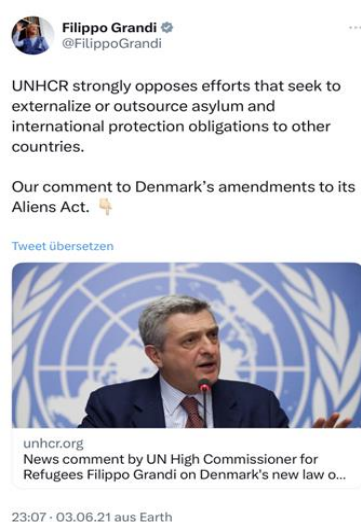 Filippo Grandi
@FilippoGrandi
UNHCR strongly opposes efforts that seek to
externalize or outsource asylum and
international protection obligations to other
countries.
Our comment to Denmark's amendments to its
Aliens Act. 👇🏻
Tweet übersetzen
unhcr.org
News comment by UN High Commissioner for
Refugees Filippo Grandi on Denmark's new law o...
23:07 · 03.06.21 aus Earth